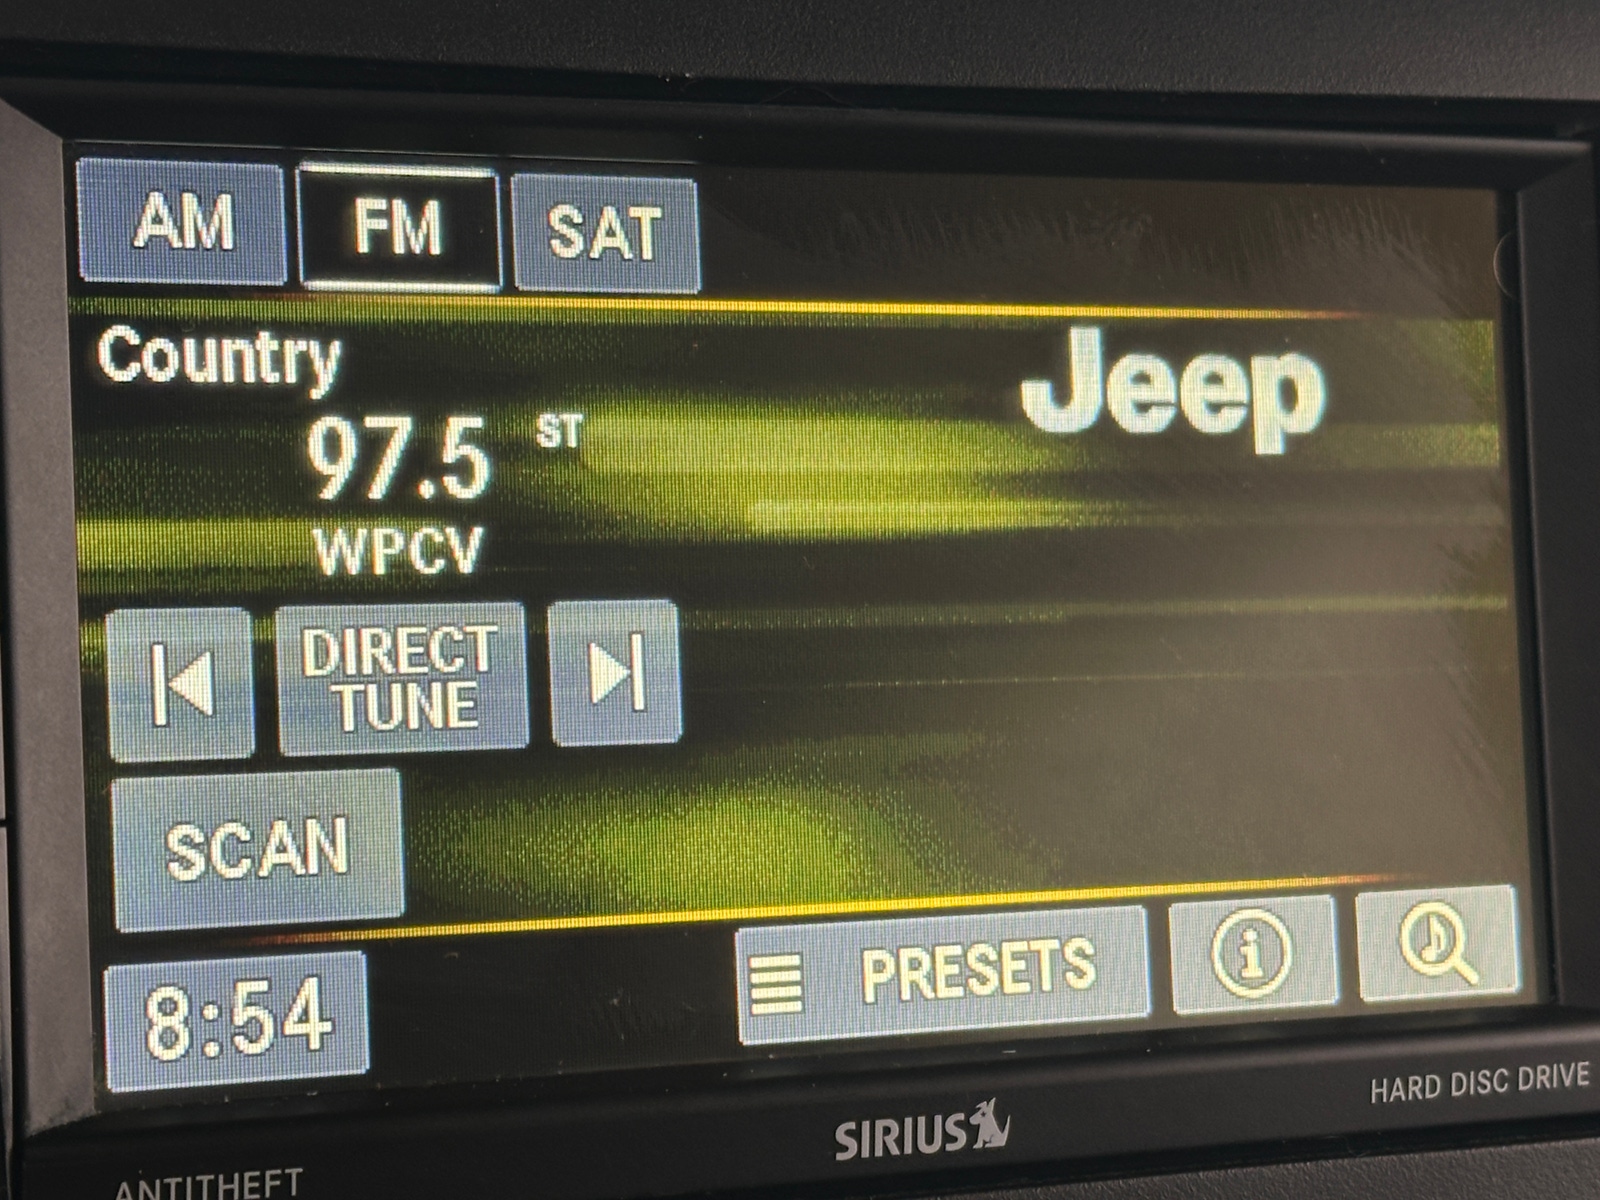 AM FM SAT
Country
Jeep
97.5 ST
WPCV
DIRECT
TUNE
SCAN
8:54
PRESETS
i
SIRIUS
HARD DISC DRIVE
ANTITHEFT